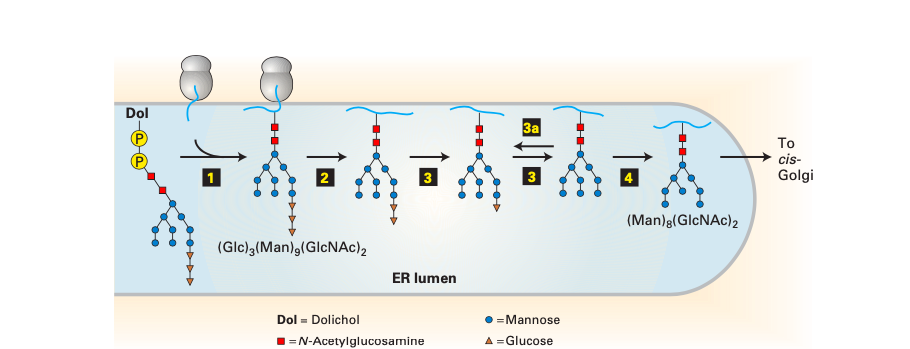 Dol
P
P
1
2
3
3a
3
4
To
cis-
Golgi
(Glc)3(Man)9(GlcNAc)2
(Man)8(GlcNAc)2
ER lumen
Dol = Dolichol
=Mannose
=N-Acetylglucosamine
=Glucose